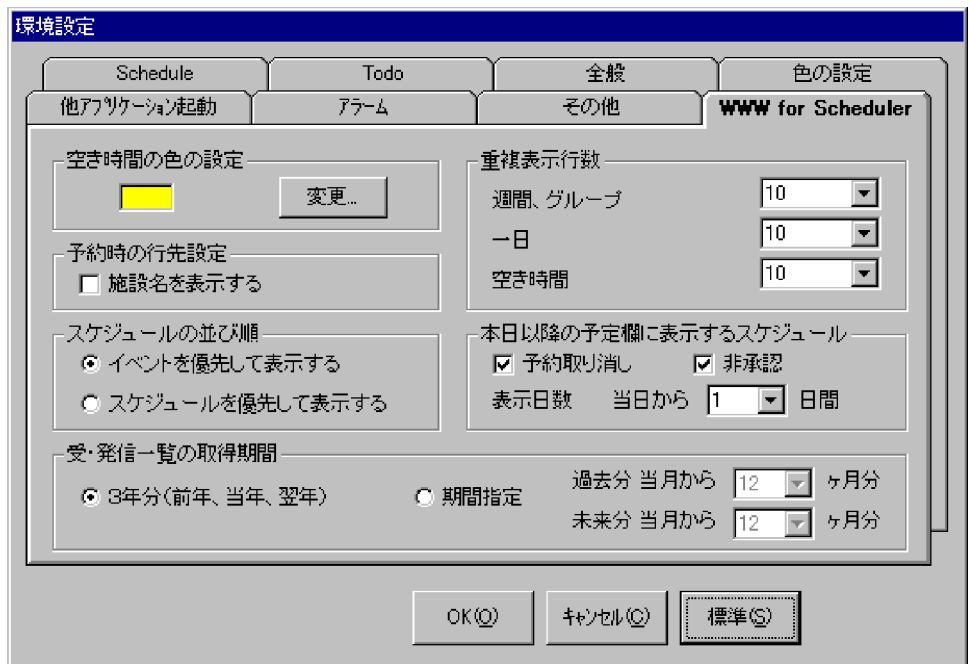 環境設定
Schedule
Todo
全般
色の設定
他ｱﾌﾟﾘｹｰｼｮﾝ起動
ｱﾗｰﾑ
その他
WWW for Scheduler
空き時間の色の設定
変更...
予約時の行先設定
施設名を表示する
スケジュールの並び順
イベントを優先して表示する
スケジュールを優先して表示する
重複表示行数
週間、グループ 10
一日 10
空き時間 10
本日以降の予定欄に表示するスケジュール
予約取り消し 非承認
表示日数 当日から 1 日間
受・発信一覧の取得期間
3年分(前年、当年、翌年) 期間指定
過去分 当月から 12 ヶ月分
未来分 当月から 12 ヶ月分
OK(O) ｷｬﾝｾﾙ(C) 標準(S)